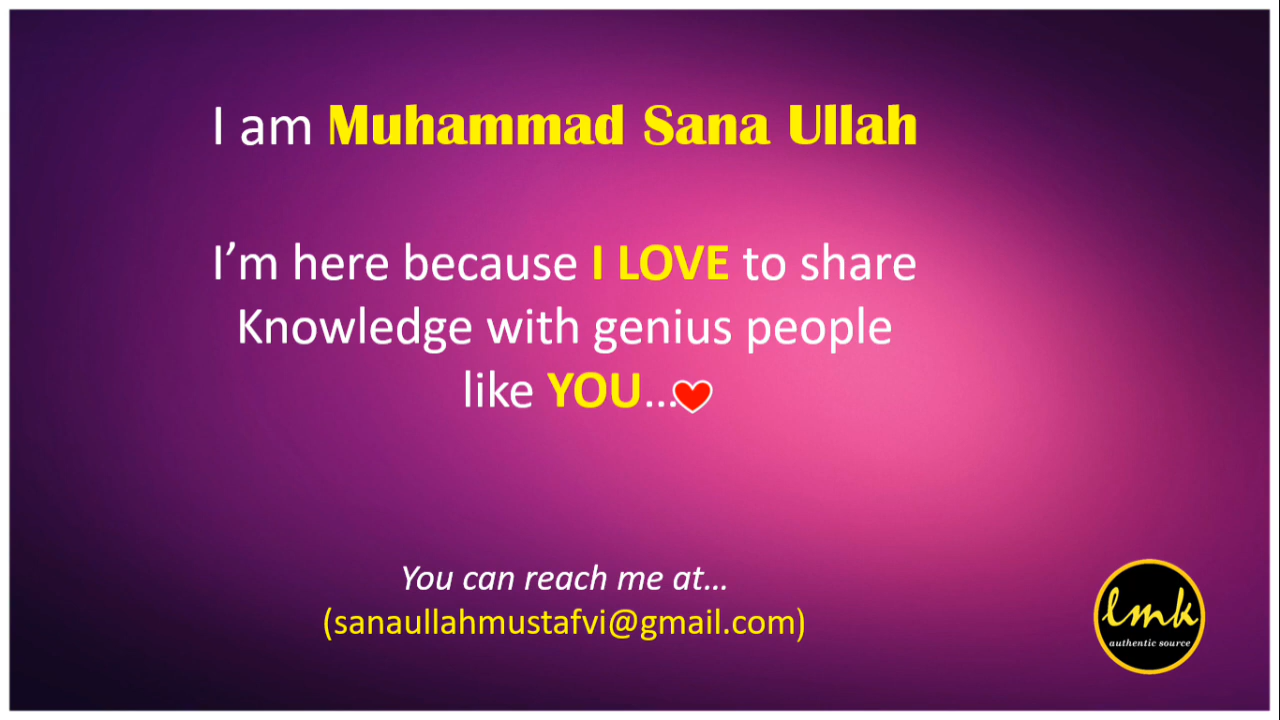 I am Muhammad Sana Ullah
I’m here because I LOVE to share
Knowledge with genius people
like YOU...
You can reach me at...
(sanaullahmustafvi@gmail.com)
lmk
authentic source